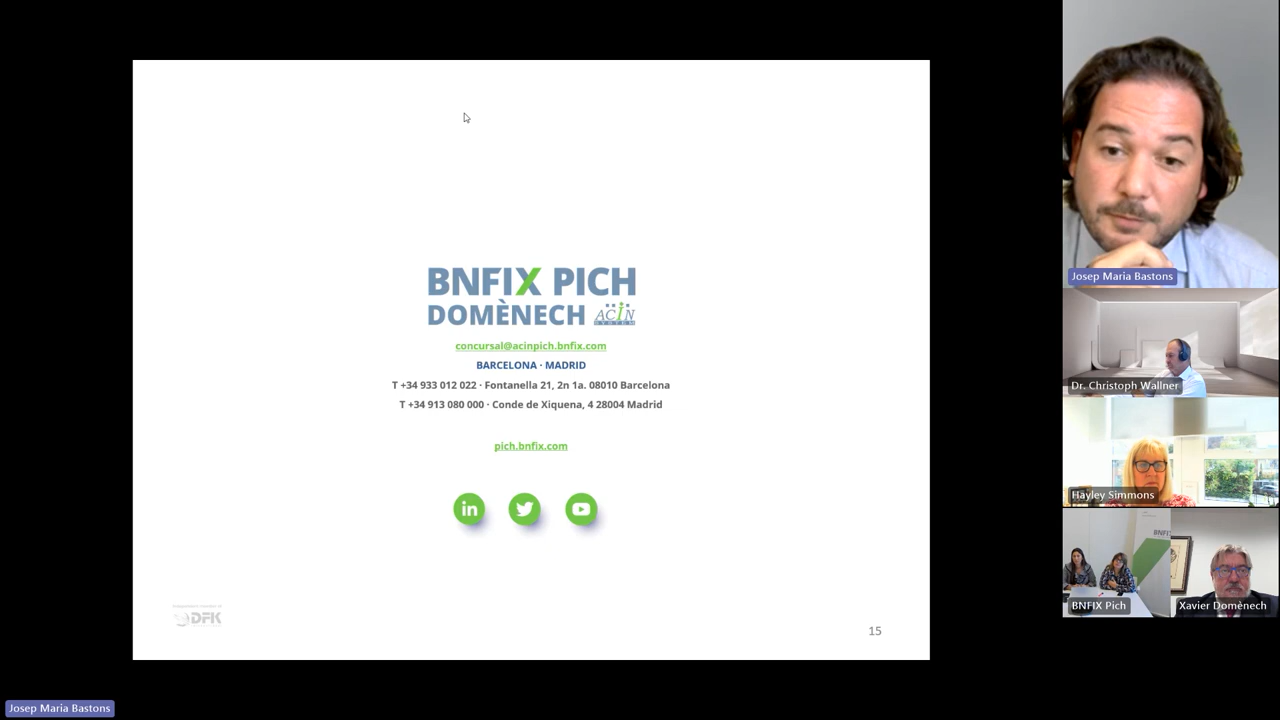 BNFIX PICH
DOMÈNECH ACIN
concursal@acinpich.bnfix.com
BARCELONA · MADRID
T +34 933 012 022 · Fontanella 21, 2n 1a. 08010 Barcelona
T +34 913 080 000 · Conde de Xiquena, 4 28004 Madrid
pich.bnfix.com
in
DFK
15
Josep Maria Bastons
Dr. Christoph Wallner
Hayley Simmons
BNFIX Pich
Xavier Domènech
Josep Maria Bastons